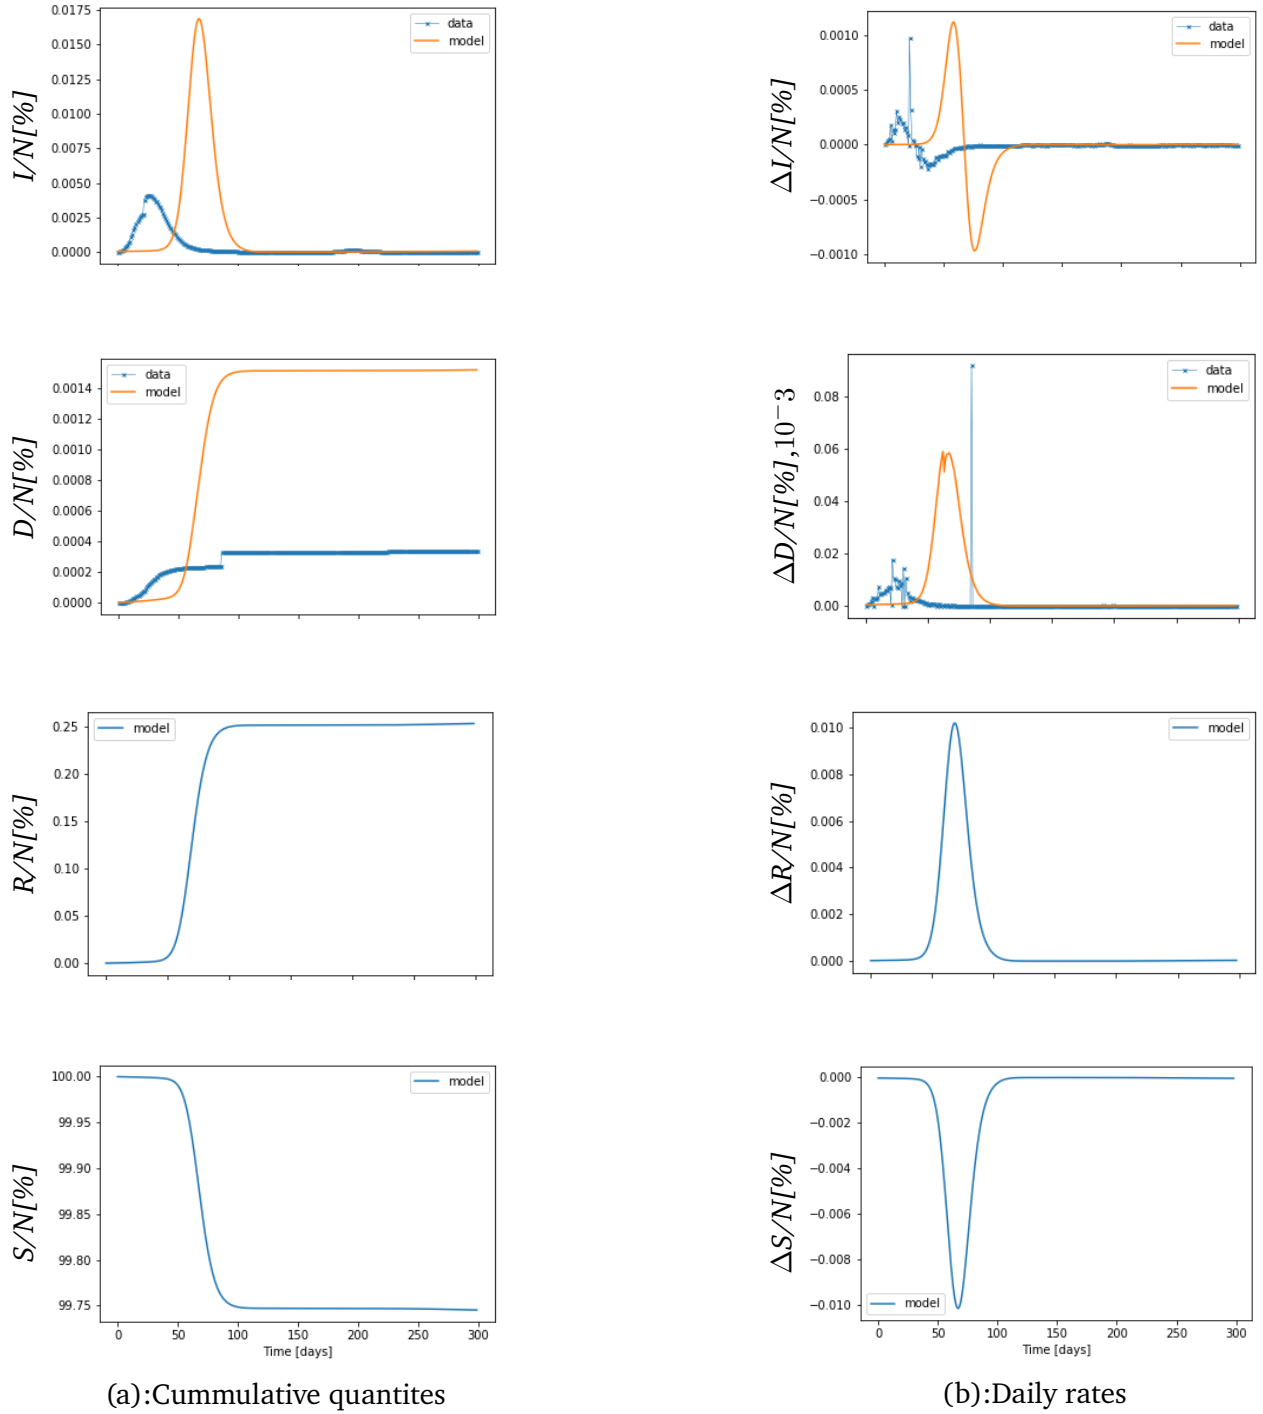 I/N[%]
0.0175
0.0150
0.0125
0.0100
0.0075
0.0050
0.0025
0.0000
data
model
ΔI/N[%]
0.0010
0.0005
0.0000
−0.0005
−0.0010
data
model
D/N[%]
0.0014
0.0012
0.0010
0.0008
0.0006
0.0004
0.0002
0.0000
data
model
ΔD/N[%],10⁻3
0.08
0.06
0.04
0.02
0.00
data
model
R/N[%]
0.25
0.20
0.15
0.10
0.05
0.00
model
ΔR/N[%]
0.010
0.008
0.006
0.004
0.002
0.000
model
S/N[%]
100.00
99.95
99.90
99.85
99.80
99.75
model
0 50 100 150 200 250 300
Time [days]
ΔS/N[%]
0.000
−0.002
−0.004
−0.006
−0.008
−0.010
model
0 50 100 150 200 250 300
Time [days]
(a):Cummulative quantites
(b):Daily rates